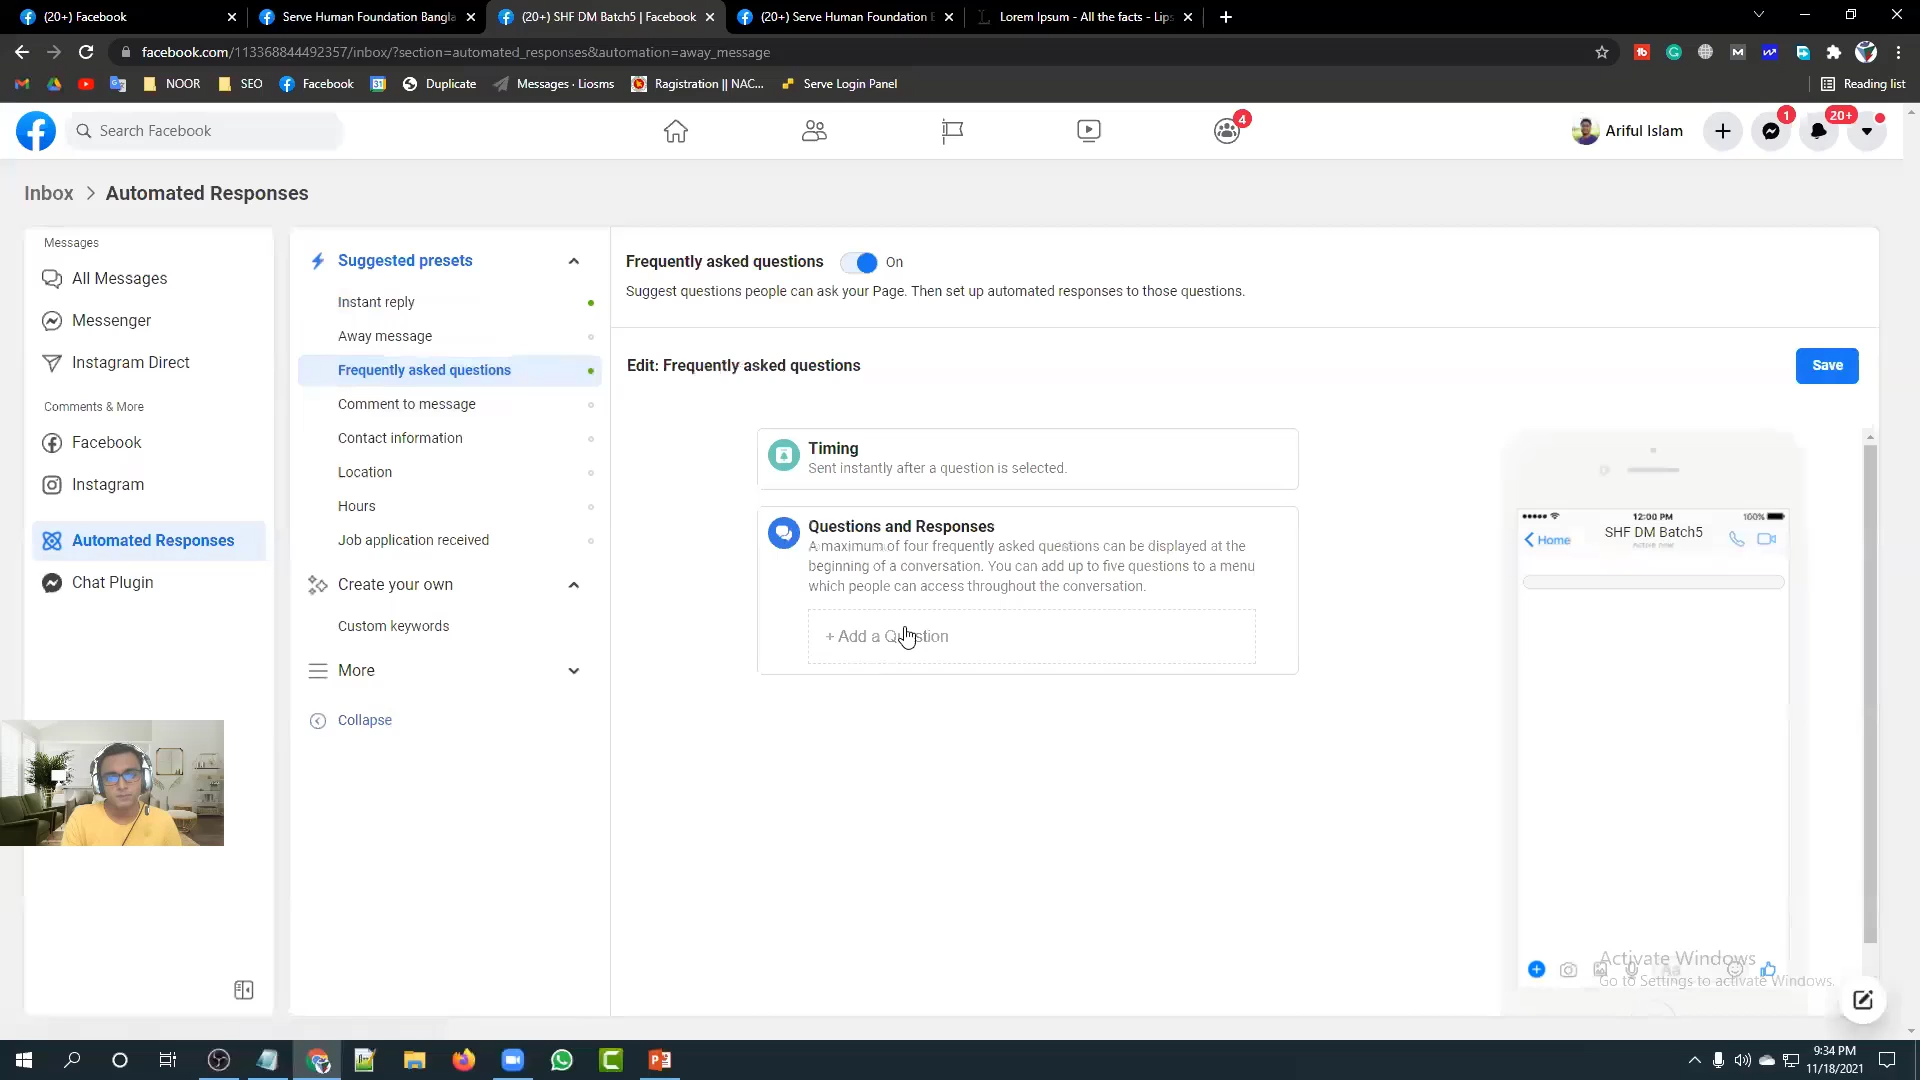 (20+) Facebook
Serve Human Foundation Bangla
(20+) SHF DM Batch5 | Facebook
(20+) Serve Human Foundation B
Lorem Ipsum - All the facts - Lips
facebook.com/113368844492357/inbox/?section=automated_responses&automation=away_message
NOOR
SEO
Facebook
31
Duplicate
Messages · Liosms
Ragistration || NAC...
Serve Login Panel
Reading list
Search Facebook
4
Ariful Islam
1
20+
Inbox > Automated Responses
Messages
All Messages
Messenger
Instagram Direct
Comments & More
Facebook
Instagram
Automated Responses
Chat Plugin
Suggested presets
Instant reply
Away message
Frequently asked questions
Comment to message
Contact information
Location
Hours
Job application received
Create your own
Custom keywords
More
Collapse
Frequently asked questions
On
Suggest questions people can ask your Page. Then set up automated responses to those questions.
Edit: Frequently asked questions
Save
Timing
Sent instantly after a question is selected.
Questions and Responses
A maximum of four frequently asked questions can be displayed at the
beginning of a conversation. You can add up to five questions to a menu
which people can access throughout the conversation.
+ Add a Question
12:00 PM
100%
Home
SHF DM Batch5
Aa
Activate Windows
Go to Settings to activate Windows.
9:34 PM
11/18/2021